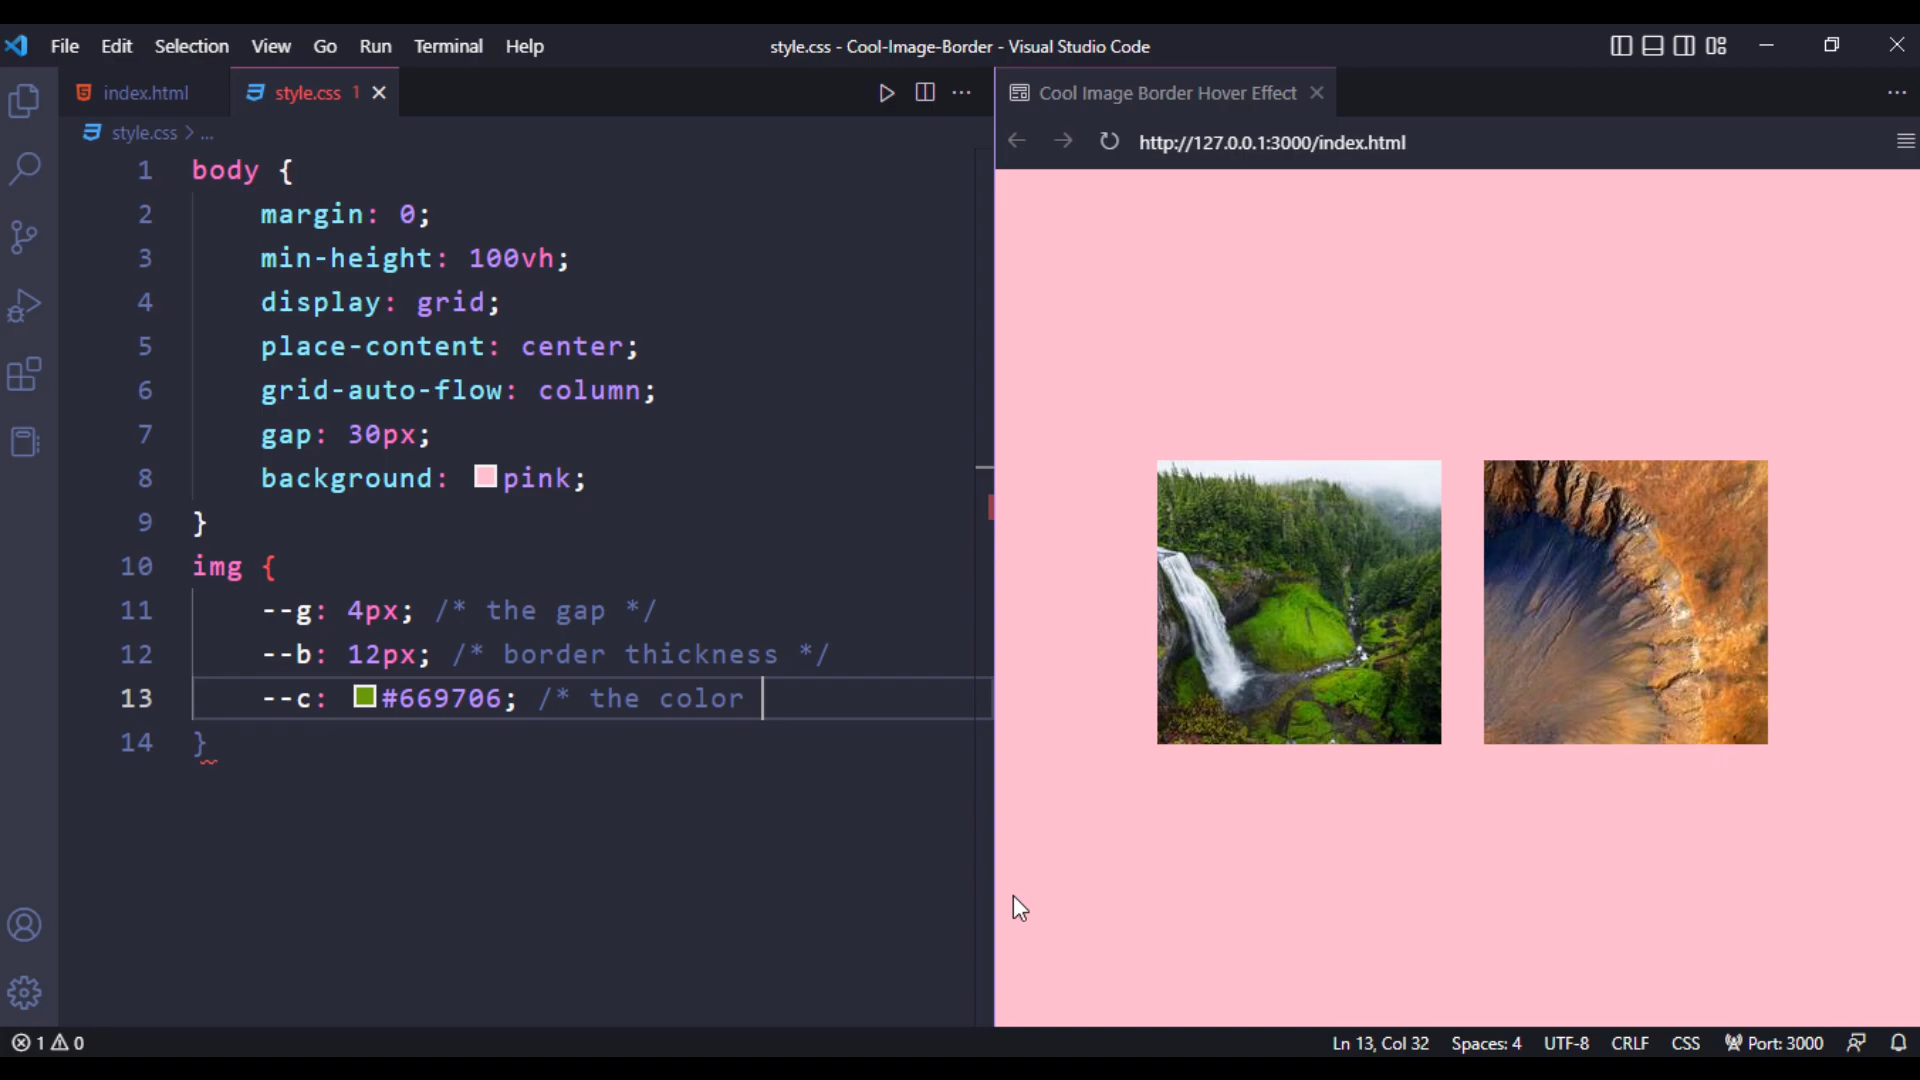 File Edit Selection View Go Run Terminal Help
style.css - Cool-Image-Border - Visual Studio Code
index.html
style.css 1
style.css > ...
1 body {
2 margin: 0;
3 min-height: 100vh;
4 display: grid;
5 place-content: center;
6 grid-auto-flow: column;
7 gap: 30px;
8 background: pink;
9 }
10 img {
11 --g: 4px; /* the gap */
12 --b: 12px; /* border thickness */
13 --c: #669706; /* the color
14 }
Cool Image Border Hover Effect
http://127.0.0.1:3000/index.html
1 0
Ln 13, Col 32 Spaces: 4 UTF-8 CRLF CSS Port: 3000